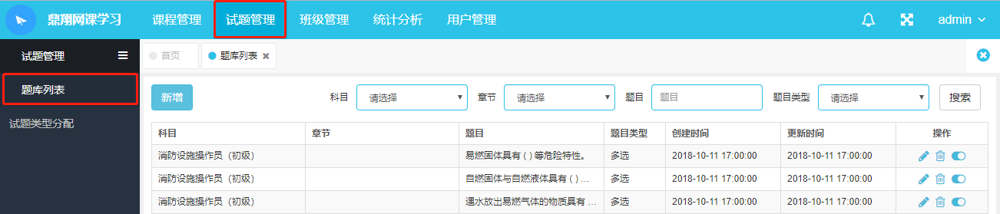 鼎翔网课学习 课程管理 试题管理 班级管理 统计分析 用户管理 admin
试题管理 首页 题库列表
题库列表
新增 科目 请选择 章节 请选择 题目 题目 题目类型 请选择 搜索
试题类型分配
科目 章节 题目 题目类型 创建时间 更新时间 操作
消防设施操作员（初级） 易燃固体具有 ( ) 等危险特性。 多选 2018-10-11 17:00:00 2018-10-11 17:00:00
消防设施操作员（初级） 自燃固体与自燃液体具有 ( ) ... 多选 2018-10-11 17:00:00 2018-10-11 17:00:00
消防设施操作员（初级） 遇水放出易燃气体的物质具有 ... 多选 2018-10-11 17:00:00 2018-10-11 17:00:00